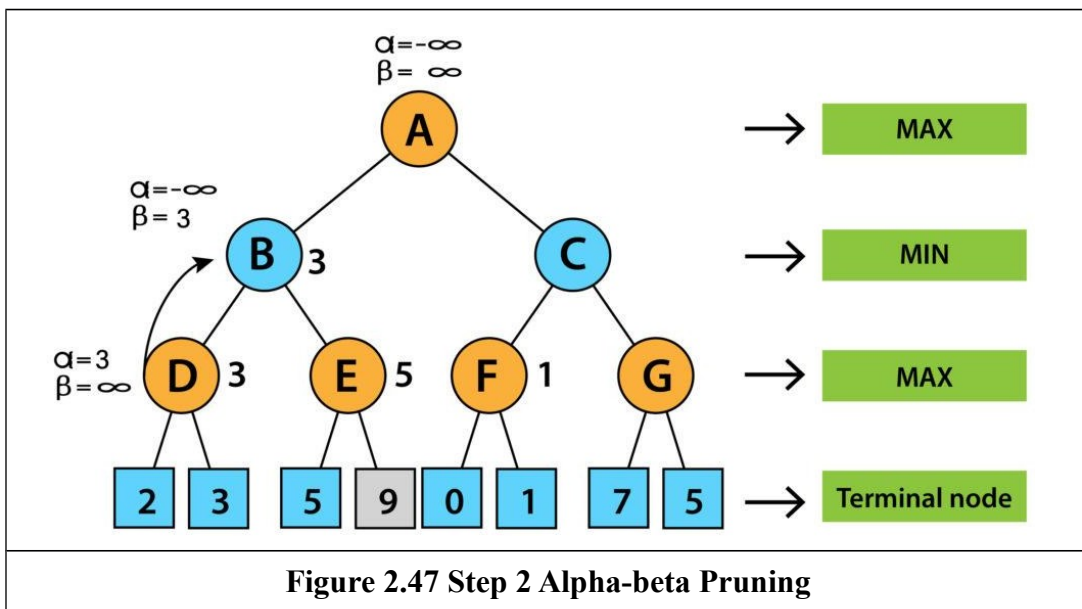 α=-∞
β= ∞
A
MAX
α=-∞
β= 3
B 3
C
MIN
α=3
β=∞
D 3
E 5
F 1
G
MAX
2 3 5 9 0 1 7 5
Terminal node
Figure 2.47 Step 2 Alpha-beta Pruning